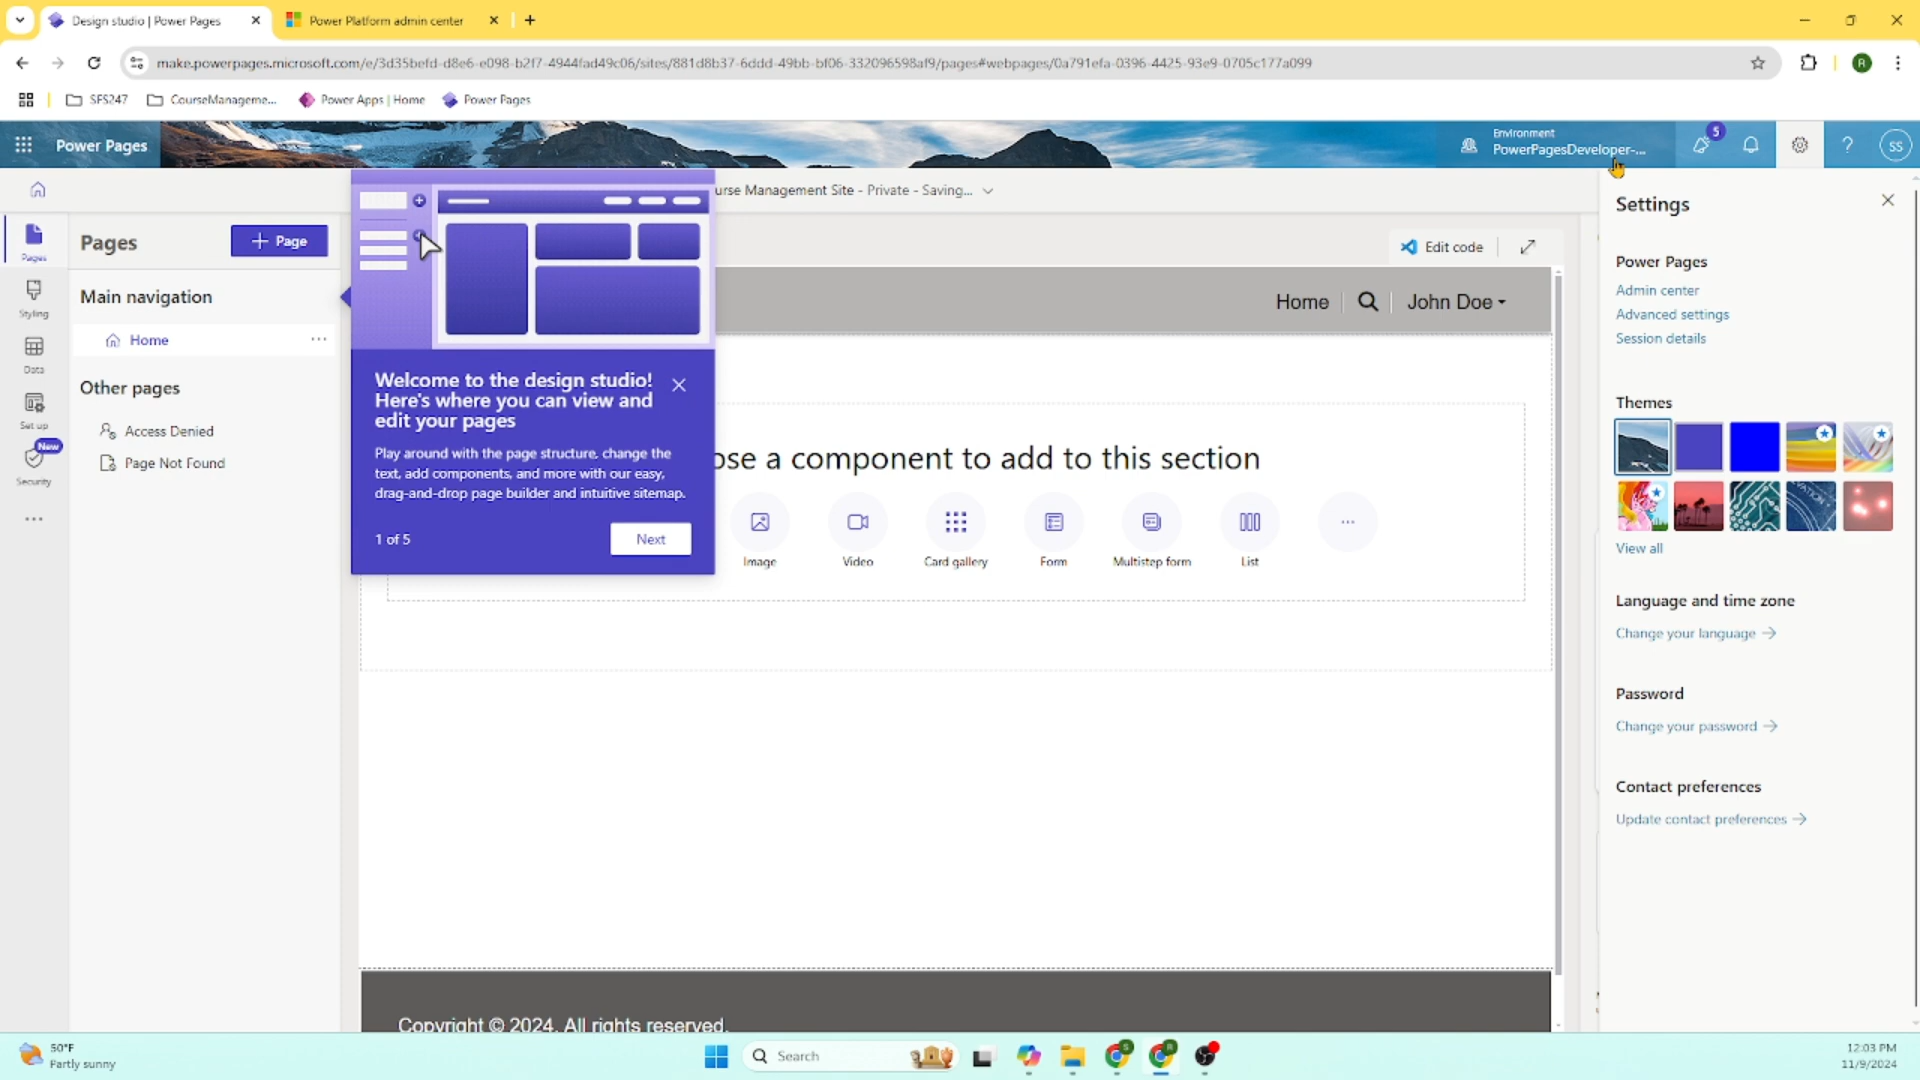 Design studio | Power Pages
Power Platform admin center
make.powerpages.microsoft.com/e/3d35befd-d8e6-e098-b2f7-4944fad49c06/sites/881d8b37-6ddd-49bb-bf06-332096598af9/pages#webpages/0a791efa-0396-4425-93e9-0705c177a099
R
SFS247
CourseManageme...
Power Apps | Home
Power Pages
Power Pages
Environment
PowerPagesDeveloper-...
5
?
SS
urse Management Site - Private - Saving...
Pages
Styling
Data
Set up
New
Security
Pages
+ Page
Main navigation
Home
Other pages
Access Denied
Page Not Found
Welcome to the design studio!
Here's where you can view and
edit your pages
Play around with the page structure, change the
text, add components, and more with our easy,
drag-and-drop page builder and intuitive sitemap.
1 of 5
Next
Edit code
Home
John Doe
ose a component to add to this section
Image
Video
Card gallery
Form
Multistep form
List
Copyright © 2024. All rights reserved.
Settings
Power Pages
Admin center
Advanced settings
Session details
Themes
View all
Language and time zone
Change your language
Password
Change your password
Contact preferences
Update contact preferences
50°F
Partly sunny
Search
S
R
12:03 PM
11/9/2024